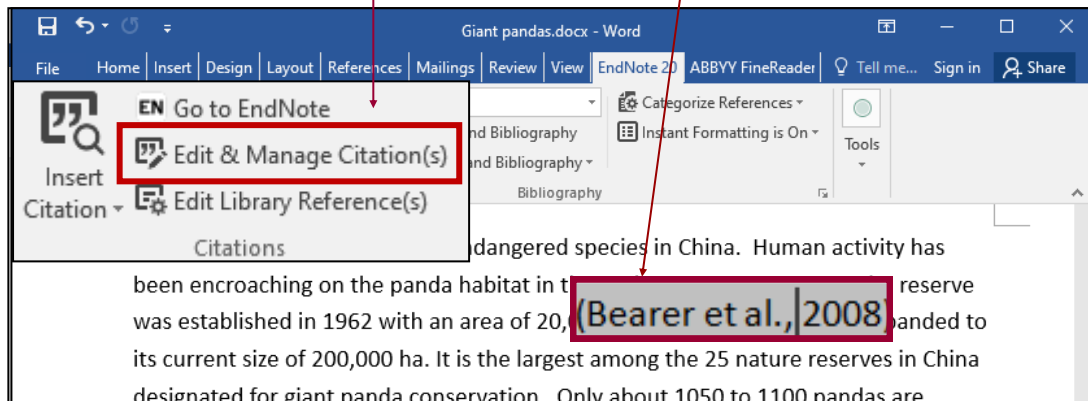 Giant pandas.docx - Word
File Home Insert Design Layout References Mailings Review View EndNote 20 ABBYY FineReader Tell me... Sign in Share
EN Go to EndNote
Edit & Manage Citation(s)
Edit Library Reference(s)
Insert
Citation
Citations
Categorize References
nd Bibliography
Instant Formatting is On
nd Bibliography
Tools
Bibliography
ndangered species in China. Human activity has
been encroaching on the panda habitat in t reserve
was established in 1962 with an area of 20, (Bearer et al., 2008) panded to
its current size of 200,000 ha. It is the largest among the 25 nature reserves in China
designated for giant panda conservation. Only about 1050 to 1100 pandas are